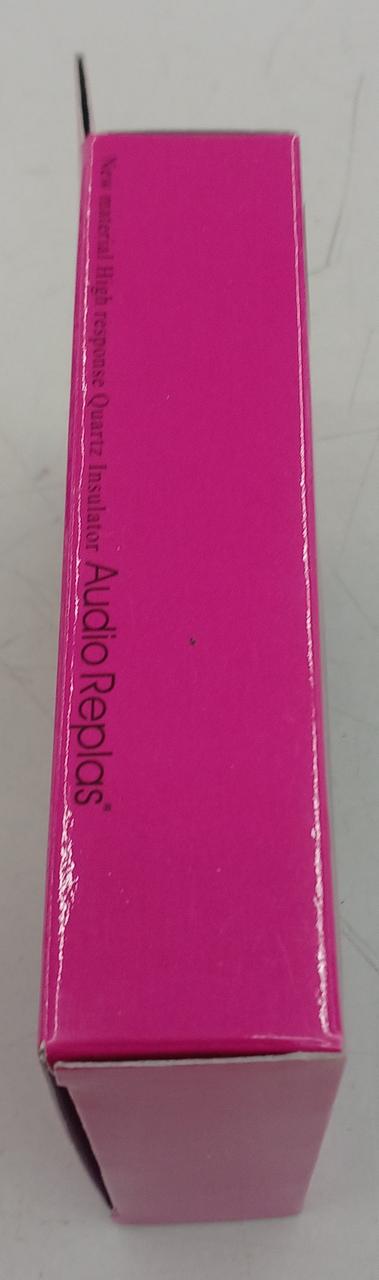 New material High response Quartz Insulator Audio Replas®